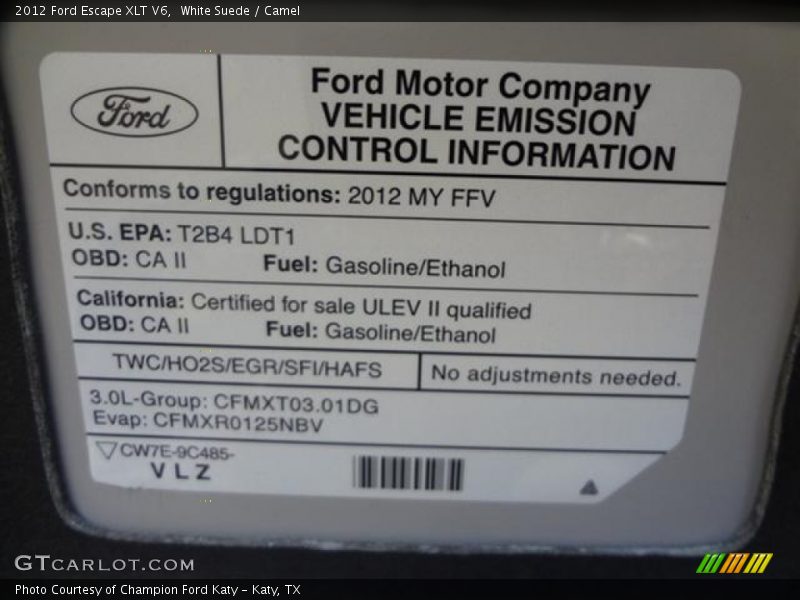 2012 Ford Escape XLT V6,  White Suede / Camel
Ford
Ford Motor Company
VEHICLE EMISSION
CONTROL INFORMATION
Conforms to regulations: 2012 MY FFV
U.S. EPA: T2B4 LDT1
OBD: CA II Fuel: Gasoline/Ethanol
California: Certified for sale ULEV II qualified
OBD: CA II Fuel: Gasoline/Ethanol
TWC/HO2S/EGR/SFI/HAFS No adjustments needed.
3.0L-Group: CFMXT03.01DG
Evap: CFMXR0125NBV
CW7E-9C485-
VLZ
GTCARLOT.COM
Photo Courtesy of Champion Ford Katy - Katy, TX